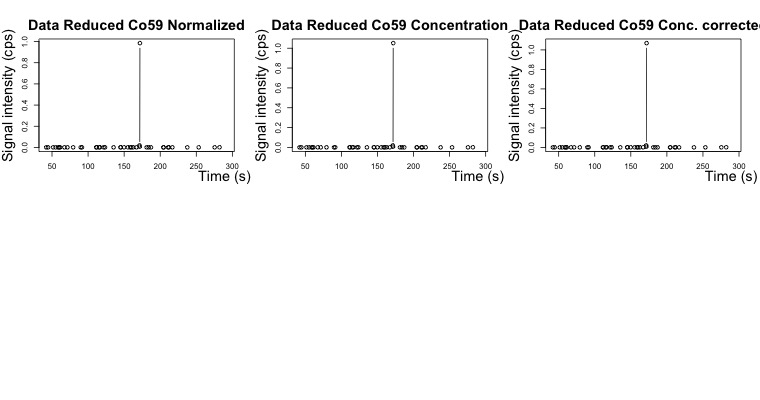 Data Reduced Co59 Normalized
Signal intensity (cps)
0.0 0.2 0.4 0.6 0.8 1.0
50 100 150 200 250 300
Time (s)
Data Reduced Co59 Concentration
Signal intensity (cps)
0.0 0.2 0.4 0.6 0.8 1.0
50 100 150 200 250 300
Time (s)
Data Reduced Co59 Conc. corrected
Signal intensity (cps)
0.0 0.2 0.4 0.6 0.8 1.0
50 100 150 200 250 300
Time (s)